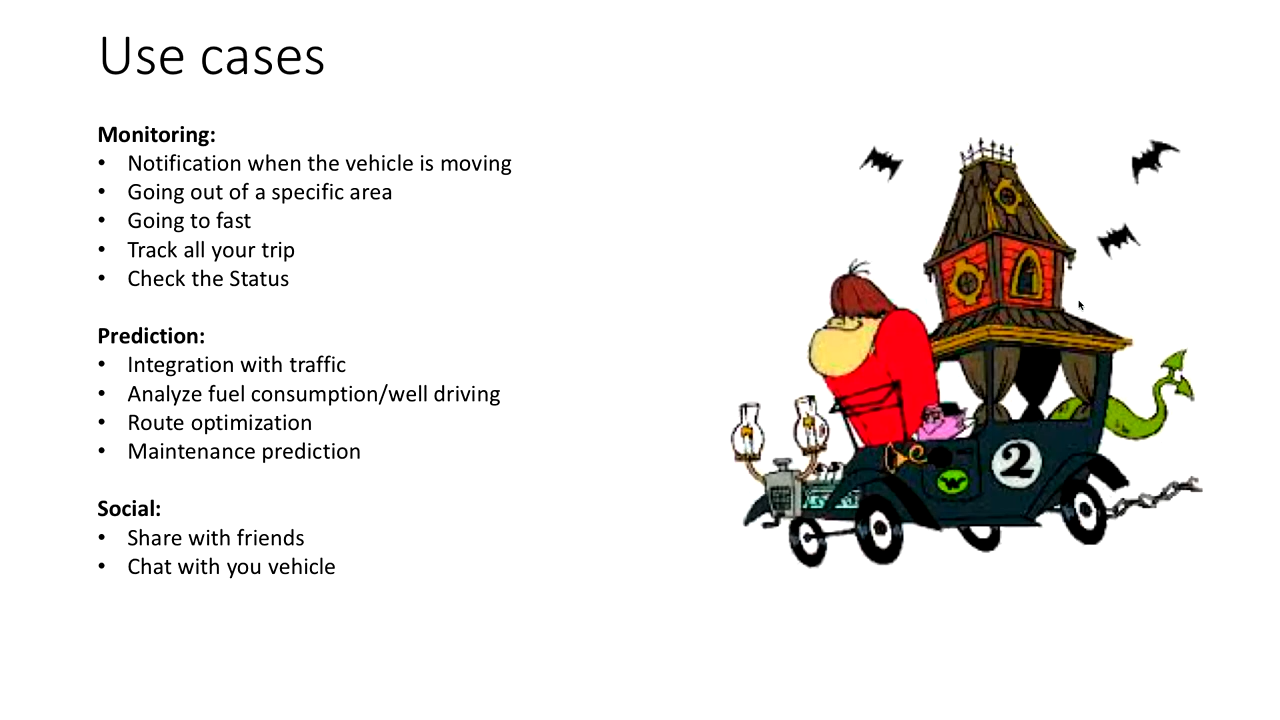 Use cases
Monitoring:
• Notification when the vehicle is moving
• Going out of a specific area
• Going to fast
• Track all your trip
• Check the Status
Prediction:
• Integration with traffic
• Analyze fuel consumption/well driving
• Route optimization
• Maintenance prediction
Social:
• Share with friends
• Chat with you vehicle
2
W